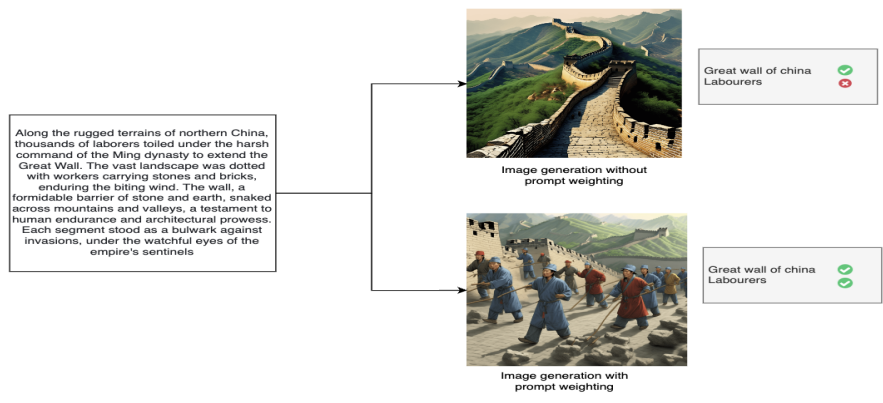 Along the rugged terrains of northern China,
thousands of laborers toiled under the harsh
command of the Ming dynasty to extend the
Great Wall. The vast landscape was dotted
with workers carrying stones and bricks,
enduring the biting wind. The wall, a
formidable barrier of stone and earth, snaked
across mountains and valleys, a testament to
human endurance and architectural prowess.
Each segment stood as a bulwark against
invasions, under the watchful eyes of the
empire's sentinels
Image generation without
prompt weighting
Great wall of china
Labourers
Image generation with
prompt weighting
Great wall of china
Labourers